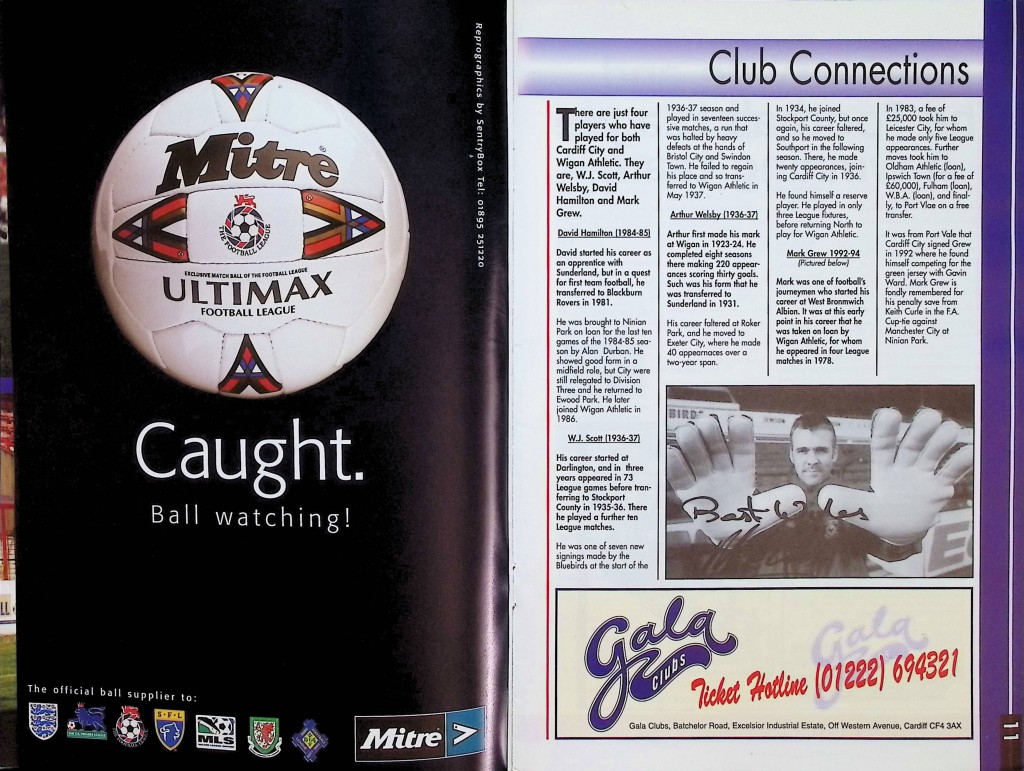 Reprographics by SentryBox Tel: 01895 251220
Mitre
THE FOOTBALL LEAGUE
EXCLUSIVE MATCH BALL OF THE FOOTBALL LEAGUE
ULTIMAX
FOOTBALL LEAGUE
Caught.
Ball watching!
The official ball supplier to:
S F L
MLS
Mitre
Club Connections
There are just four
players who have
played for both
Cardiff City and
Wigan Athletic. They
are, W.J. Scott, Arthur
Welsby, David
Hamilton and Mark
Grew.
David Hamilton (1984-85)
David started his career as
an apprentice with
Sunderland, but in a quest
for first team football, he
transferred to Blackburn
Rovers in 1981.
He was brought to Ninian
Park on loan for the last ten
games of the 1984-85 sea-
son by Alan Durban. He
showed good form in a
midfield role, but City were
still relegated to Division
Three and he returned to
Ewood Park. He later
joined Wigan Athletic in
1986.
W.J. Scott (1936-37)
His career started at
Darlington, and in three
years appeared in 73
League games before tran-
ferring to Stockport
County in 1935-36. There
he played a further ten
League matches.
He was one of seven new
signings made by the
Bluebirds at the start of the
1936-37 season and
played in seventeen succes-
sive matches, a run that
was halted by heavy
defeats at the hands of
Bristol City and Swindon
Town. He failed to regain
his place and so trans-
ferred to Wigan Athletic in
May 1937.
Arthur Welsby (1936-37)
Arthur first made his mark
at Wigan in 1923-24. He
completed eight seasons
there making 220 appear-
ances scoring thirty goals.
Such was his form that he
was transferred to
Sunderland in 1931.
His career faltered at Roker
Park, and he moved to
Exeter City, where he made
40 appearnaces over a
two-year span.
In 1934, he joined
Stockport County, but once
again, his career faltered,
and so he moved to
Southport in the following
season. There, he made
twenty appearances, join-
ing Cardiff City in 1936.
He found himself a reserve
player. He played in only
three League fixtures,
before returning North to
play for Wigan Athletic.
Mark Grew 1992-94
(Pictured below)
Mark was one of football's
journeymen who started his
career at West Bronmwich
Albion. It was at this early
point in his career that he
was taken on loan by
Wigan Athletic, for whom
he appeared in four League
matches in 1978.
In 1983, a fee of
£25,000 took him to
Leicester City, for whom
he made only five League
appearances. Further
moves took him to
Oldham Athletic (loan),
Ipswich Town (for a fee of
£60,000), Fulham (loan),
W.B.A. (loan), and final-
ly, to Port Vlae on a free
transfer.
It was from Port Vale that
Cardiff City signed Grew
in 1992 where he found
himself competing for the
green jersey with Gavin
Ward. Mark Grew is
fondly remembered for
his penalty save from
Keith Curle in the F.A.
Cup-tie against
Manchester City at
Ninian Park.
BIRD
Best Wishes
Gala
Clubs
Gala
Ticket Hotline (01222) 694321
Gala Clubs, Batchelor Road, Excelsior Industrial Estate, Off Western Avenue, Cardiff CF4 3AX
11